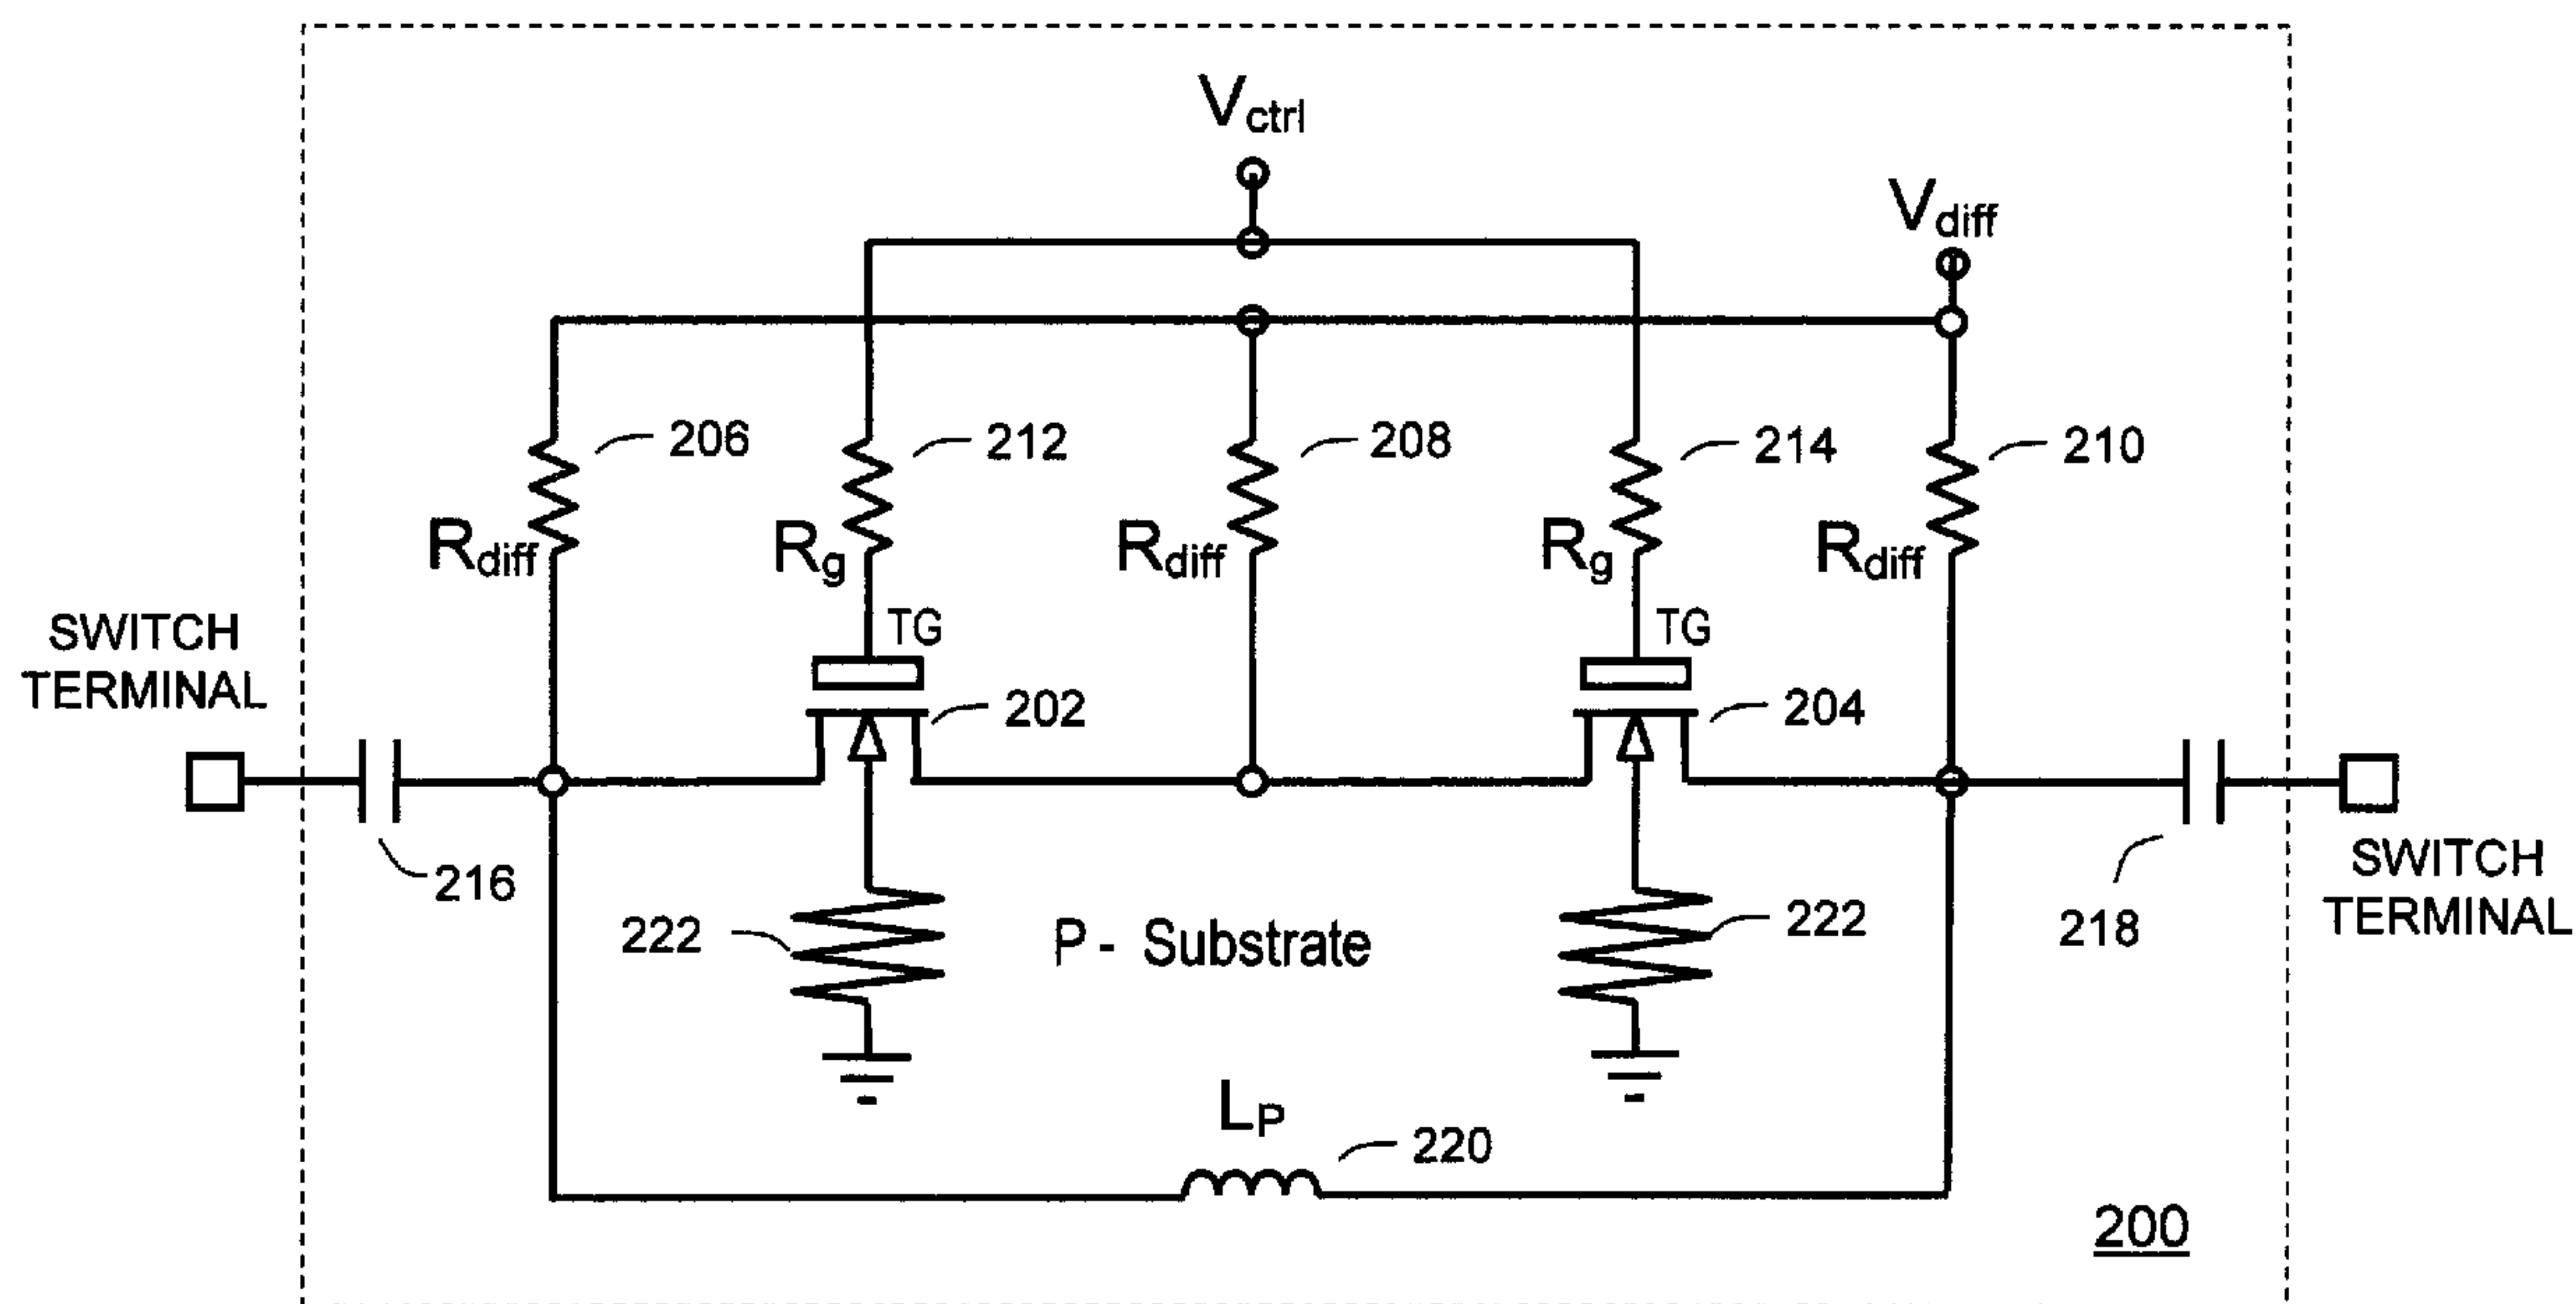 Vctrl
Vdiff
206
212
208
214
210
Rdiff
Rg
Rdiff
Rg
Rdiff
TG
TG
SWITCH
TERMINAL
202
204
216
222
P - Substrate
222
218
SWITCH
TERMINAL
LP
220
200